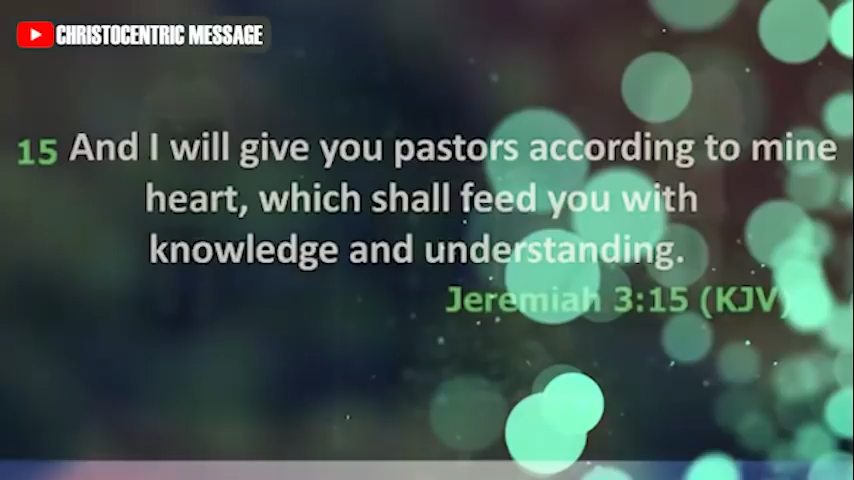 CHRISTOCENTRIC MESSAGE
15 And I will give you pastors according to mine
heart, which shall feed you with
knowledge and understanding.
Jeremiah 3:15 (KJV)